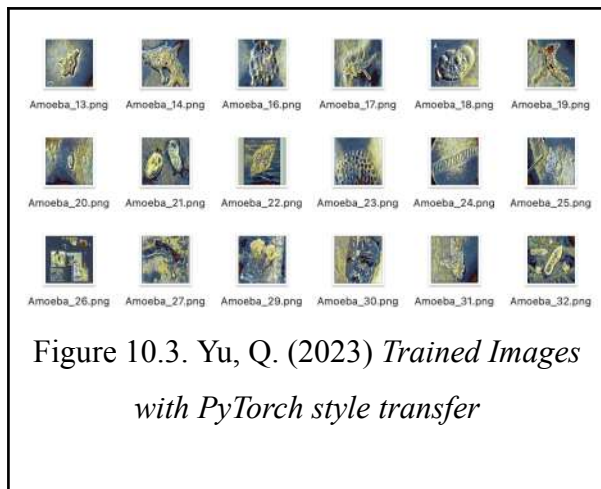 Amoeba_13.png Amoeba_14.png Amoeba_16.png Amoeba_17.png Amoeba_18.png Amoeba_19.png
Amoeba_20.png Amoeba_21.png Amoeba_22.png Amoeba_23.png Amoeba_24.png Amoeba_25.png
Amoeba_26.png Amoeba_27.png Amoeba_29.png Amoeba_30.png Amoeba_31.png Amoeba_32.png
Figure 10.3. Yu, Q. (2023) Trained Images
with PyTorch style transfer